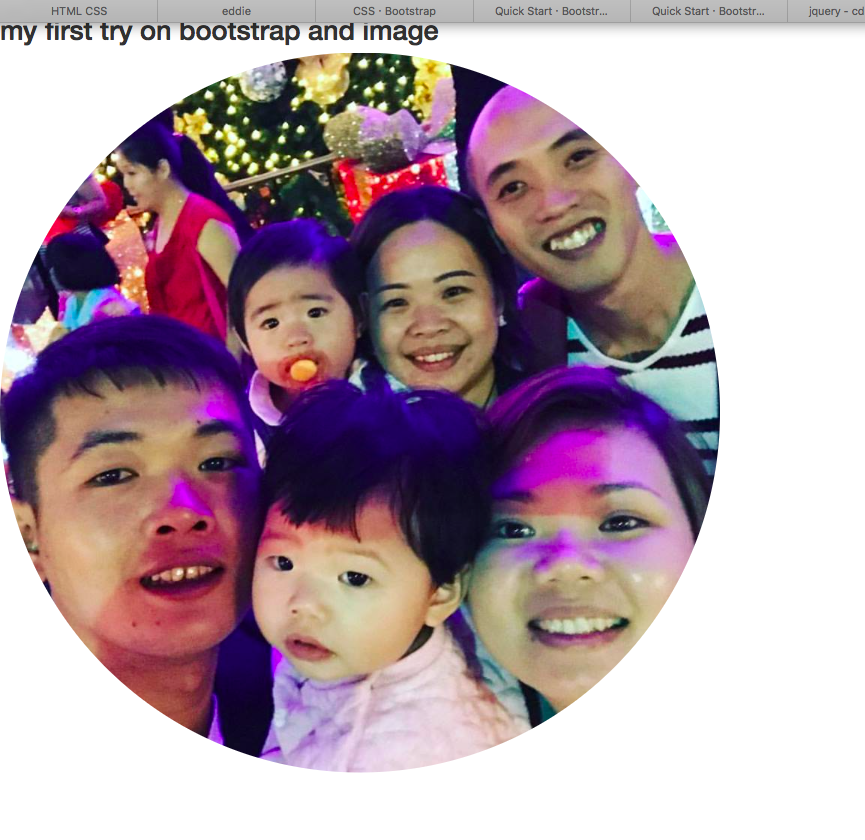 HTML CSS
eddie
CSS · Bootstrap
Quick Start · Bootstr...
Quick Start · Bootstr...
jquery - cd
my first try on bootstrap and image